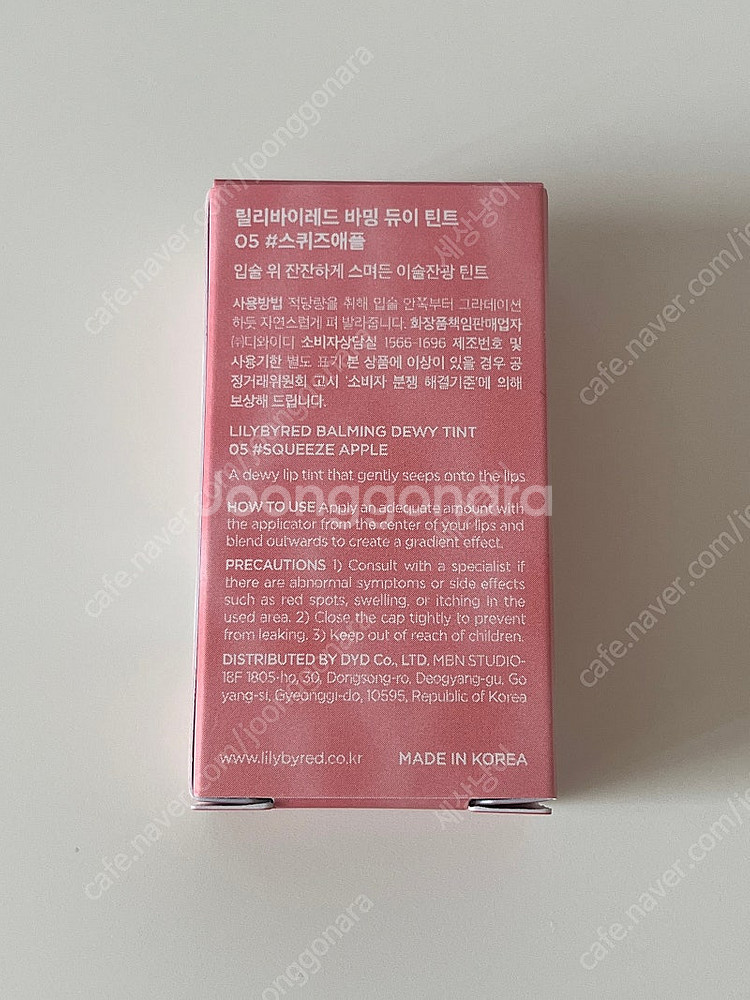 릴리바이레드 바밍 듀이 틴트
05 #스퀴즈애플
입술 위 잔잔하게 스며든 이슬잔광 틴트
사용방법 적당량을 취해 입술 안쪽부터 그라데이션
하듯 자연스럽게 펴 발라줍니다. 화장품책임판매업자
㈜디와이디 소비자상담실 1566-1696 제조번호 및
사용기한 별도 표기 본 상품에 이상이 있을 경우 공
정거래위원회 고시 '소비자 분쟁 해결기준'에 의해
보상해 드립니다.
LILYBYRED BALMING DEWY TINT
05 #SQUEEZE APPLE
A dewy lip tint that gently seeps onto the lips
HOW TO USE Apply an adequate amount with
the applicator from the center of your lips and
blend outwards to create a gradient effect.
PRECAUTIONS 1) Consult with a specialist if
there are abnormal symptoms or side effects
such as red spots, swelling, or itching in the
used area. 2) Close the cap tightly to prevent
from leaking. 3) Keep out of reach of children.
DISTRIBUTED BY DYD Co., LTD. MBN STUDIO-
18F 1805-ho, 30, Dongsong-ro, Deogyang-gu, Go
yang-si, Gyeonggi-do, 10595, Republic of Korea
www.lilybyred.co.kr MADE IN KOREA
Joonggonara
cafe.naver.com/joonggonara
세상낳이